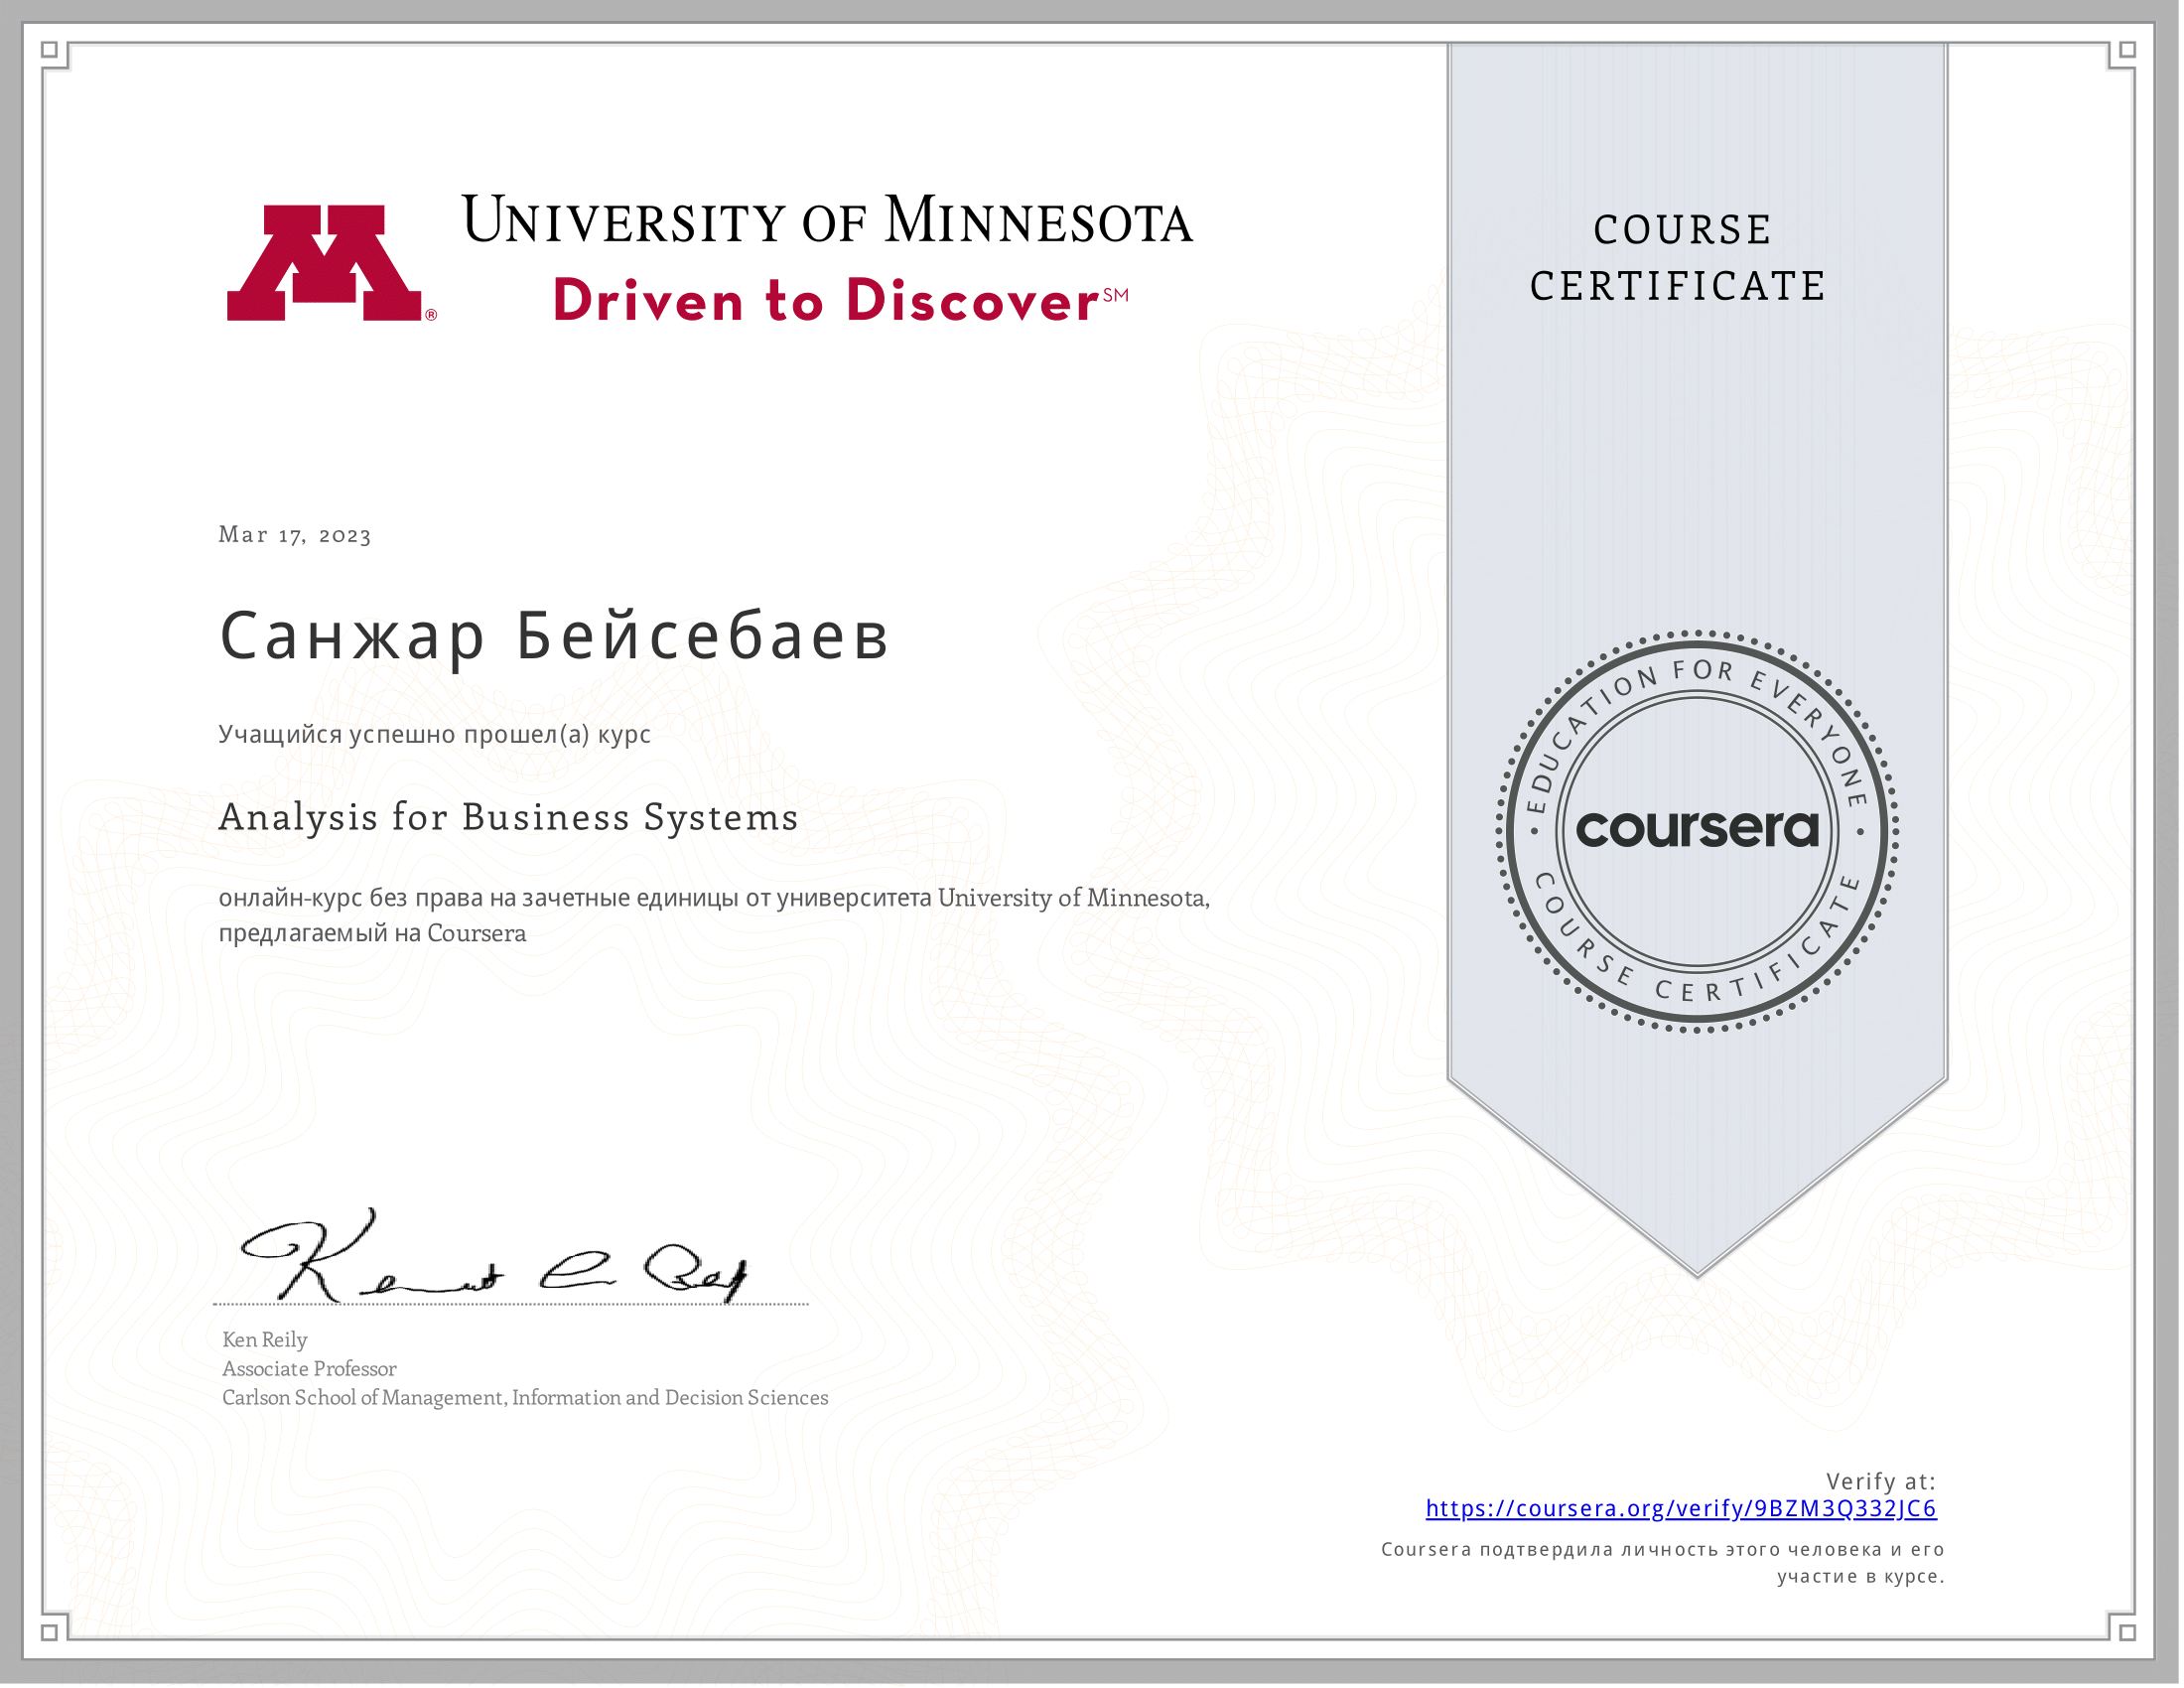 UNIVERSITY OF MINNESOTA
Driven to Discover℠
®
COURSE
CERTIFICATE
Mar 17, 2023
Санжар Бейсебаев
Учащийся успешно прошел(а) курс
Analysis for Business Systems
онлайн-курс без права на зачетные единицы от университета University of Minnesota,
предлагаемый на Coursera
EDUCATION FOR EVERYONE
coursera
COURSE CERTIFICATE
Ken Reily
Associate Professor
Carlson School of Management, Information and Decision Sciences
Verify at:
https://coursera.org/verify/9BZM3Q332JC6
Coursera подтвердила личность этого человека и его
участие в курсе.